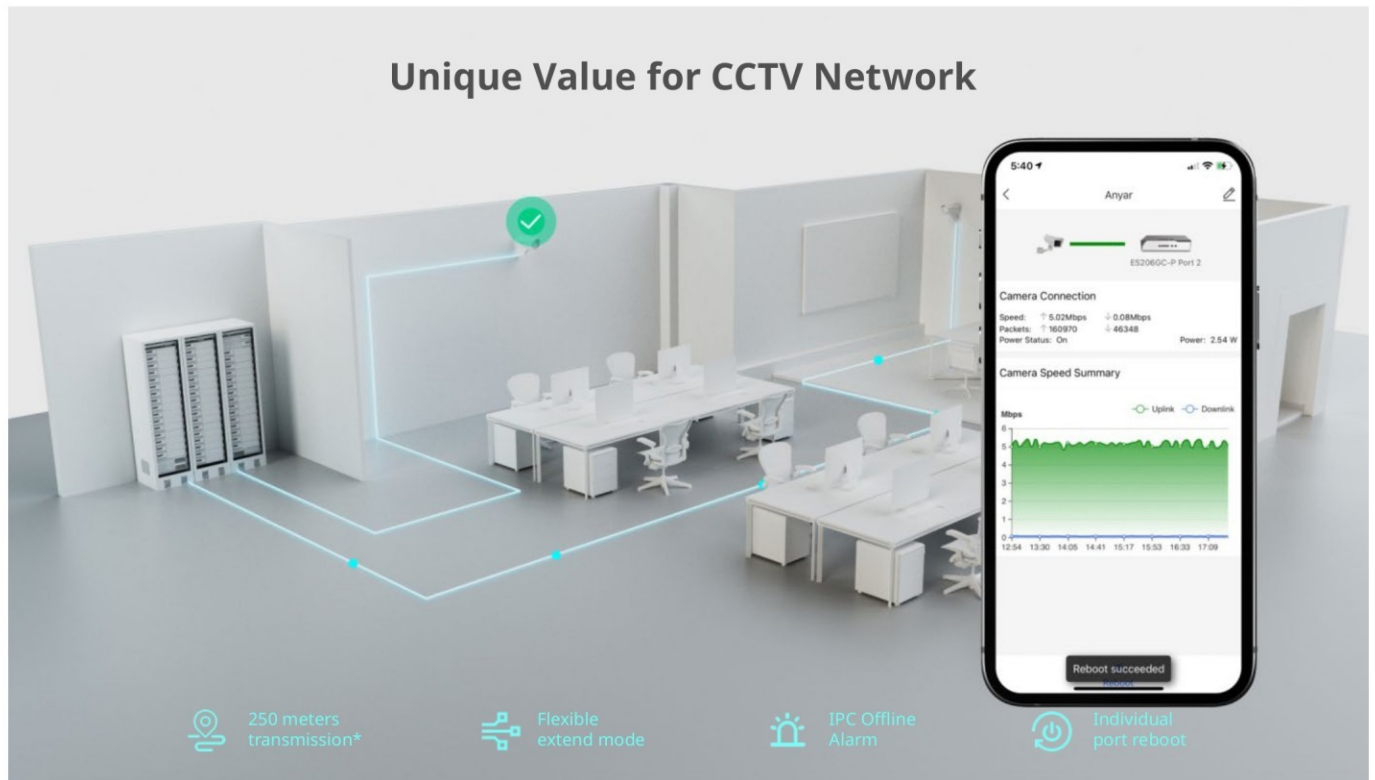 Unique Value for CCTV Network
5:40
Anyar
ES206GC-P Port 2
Camera Connection
Speed: ↑ 5.02Mbps ↓ 0.08Mbps
Packets: ↑ 160970 ↓ 46348
Power Status: On Power: 2.54 W
Camera Speed Summary
Uplink Downlink
Mbps
6
5
4
3
2
1
0
12:54 13:30 14:05 14:41 15:17 15:53 16:33 17:09
Reboot succeeded
Reboot
250 meters
transmission*
Flexible
extend mode
IPC Offline
Alarm
Individual
port reboot